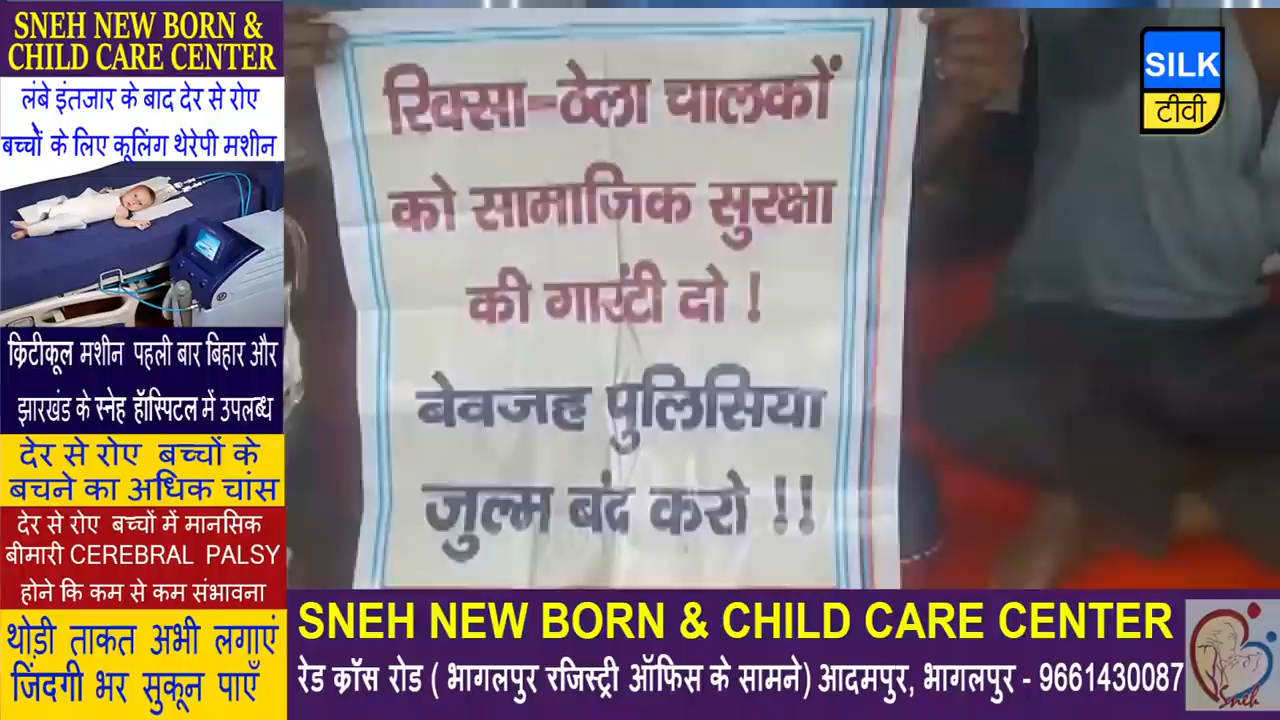 SNEH NEW BORN &
CHILD CARE CENTER
लंबे इंतजार के बाद देर से रोए
बच्चों के लिए कूलिंग थेरेपी मशीन
क्रिटीकूल मशीन पहली बार बिहार और
झारखंड के स्नेह हॉस्पिटल में उपलब्ध
देर से रोए बच्चों के
बचने का अधिक चांस
देर से रोए बच्चों में मानसिक
बीमारी CEREBRAL PALSY
होने कि कम से कम संभावना
थोड़ी ताकत अभी लगाएं
जिंदगी भर सुकून पाएँ
रिक्सा-ठेला चालकों
को सामाजिक सुरक्षा
की गारंटी दो !
बेवजह पुलिसिया
जुल्म बंद करो !!
SILK
टीवी
SNEH NEW BORN & CHILD CARE CENTER
रेड क्रॉस रोड ( भागलपुर रजिस्ट्री ऑफिस के सामने) आदमपुर, भागलपुर - 9661430087
Sneh